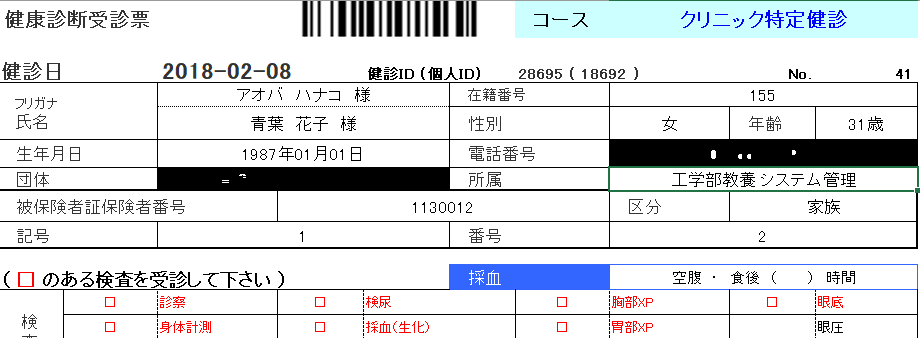 健康診断受診票 コース クリニック特定健診
健診日 2018-02-08 健診ID (個人ID) 28695 ( 18692 ) No. 41
フリガナ アオバ ハナコ 様 在籍番号 155
氏名 青葉 花子 様 性別 女 年齢 31歳
生年月日 1987年01月01日 電話番号
団体 所属 工学部教養 システム管理
被保険者証保険者番号 1130012 区分 家族
記号 1 番号 2
( □ のある検査を受診して下さい ) 採血 空腹 ・ 食後 ( ) 時間
□ 診察 □ 検尿 □ 胸部XP □ 眼底
検 □ 身体計測 □ 採血(生化) □ 胃部XP 眼圧